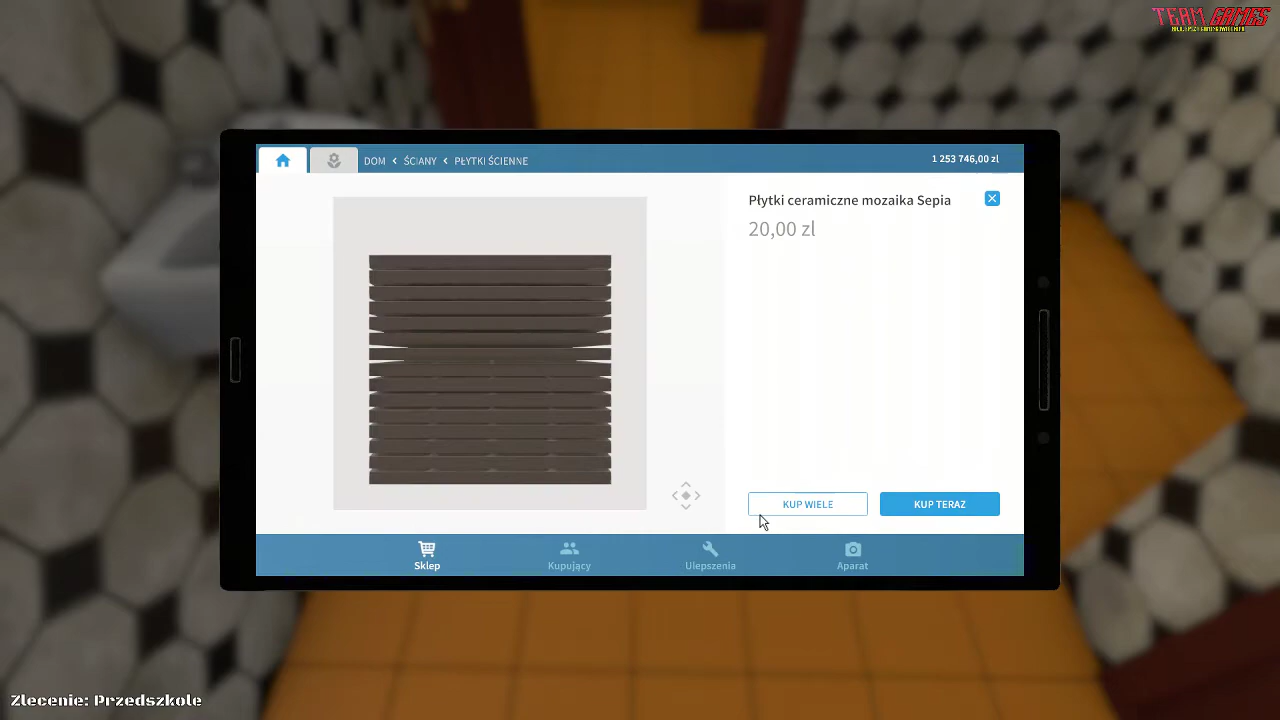 TEAM GAMES
DOM < ŚCIANY < PŁYTKI ŚCIENNE
1 253 746,00 zl
Płytki ceramiczne mozaika Sepia
20,00 zl
KUP WIELE
KUP TERAZ
Sklep
Kupujący
Ulepszenia
Aparat
Zlecenie: Przedszkole